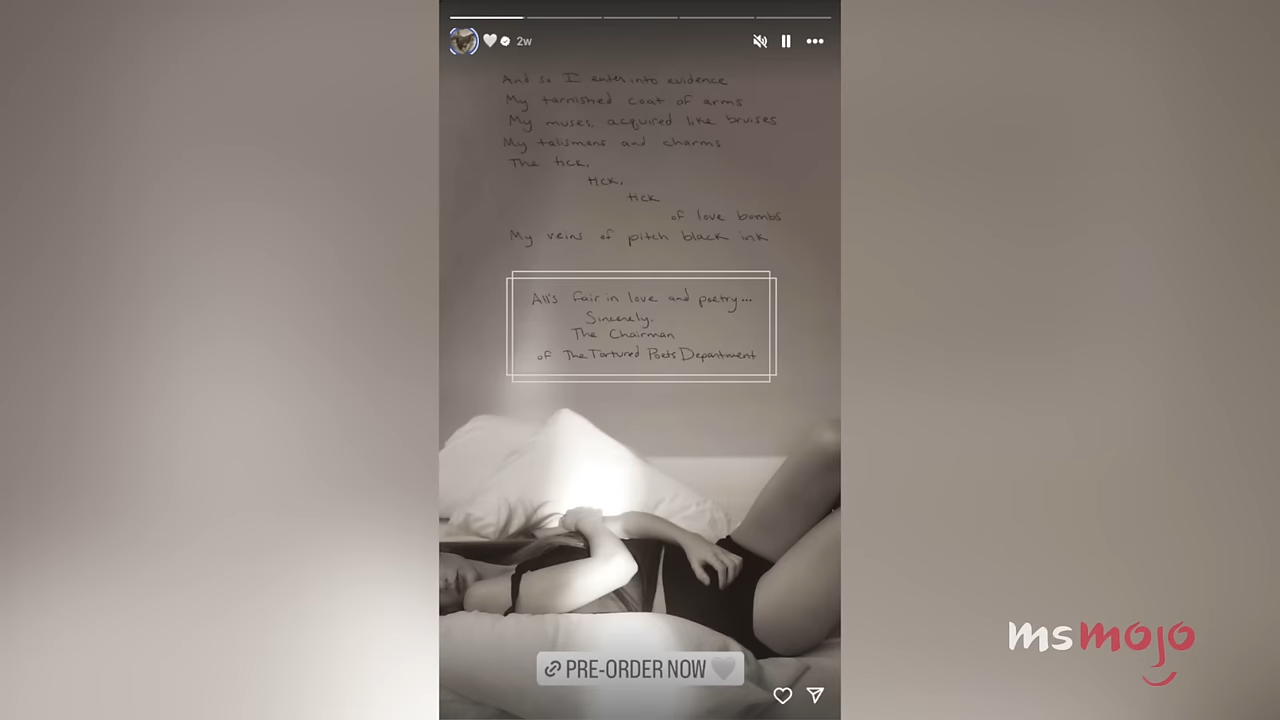 2w
And so I enter into evidence
My tarnished coat of arms
My muses, acquired like bruises
My talismans and charms
The tick,
tick,
tick
of love bombs
My veins of pitch black ink
All's fair in love and poetry...
Sincerely,
The Chairman
of The Tortured Poets Department
PRE-ORDER NOW
msmojo